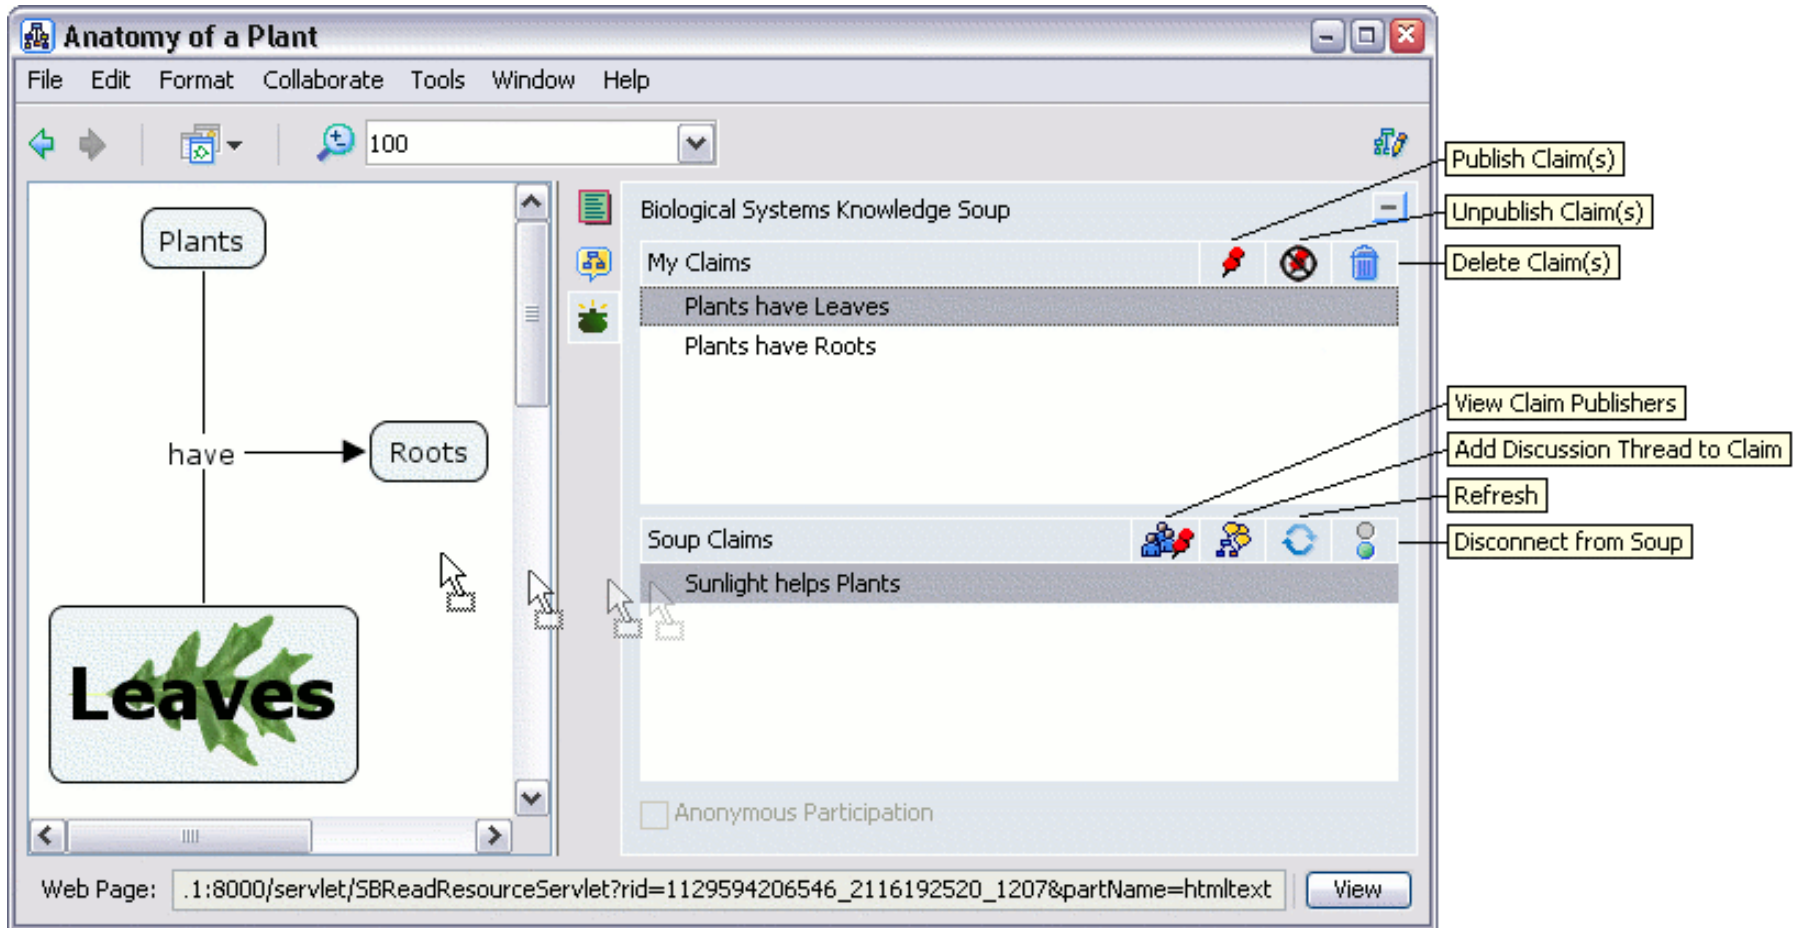 Anatomy of a Plant
File Edit Format Collaborate Tools Window Help
100
Publish Claim(s)
Unpublish Claim(s)
Delete Claim(s)
Biological Systems Knowledge Soup
My Claims
Plants have Leaves
Plants have Roots
Plants
have
Roots
Leaves
View Claim Publishers
Add Discussion Thread to Claim
Refresh
Disconnect from Soup
Soup Claims
Sunlight helps Plants
Anonymous Participation
Web Page: .1:8000/servlet/SBReadResourceServlet?rid=1129594206546_2116192520_1207&partName=htmltext View